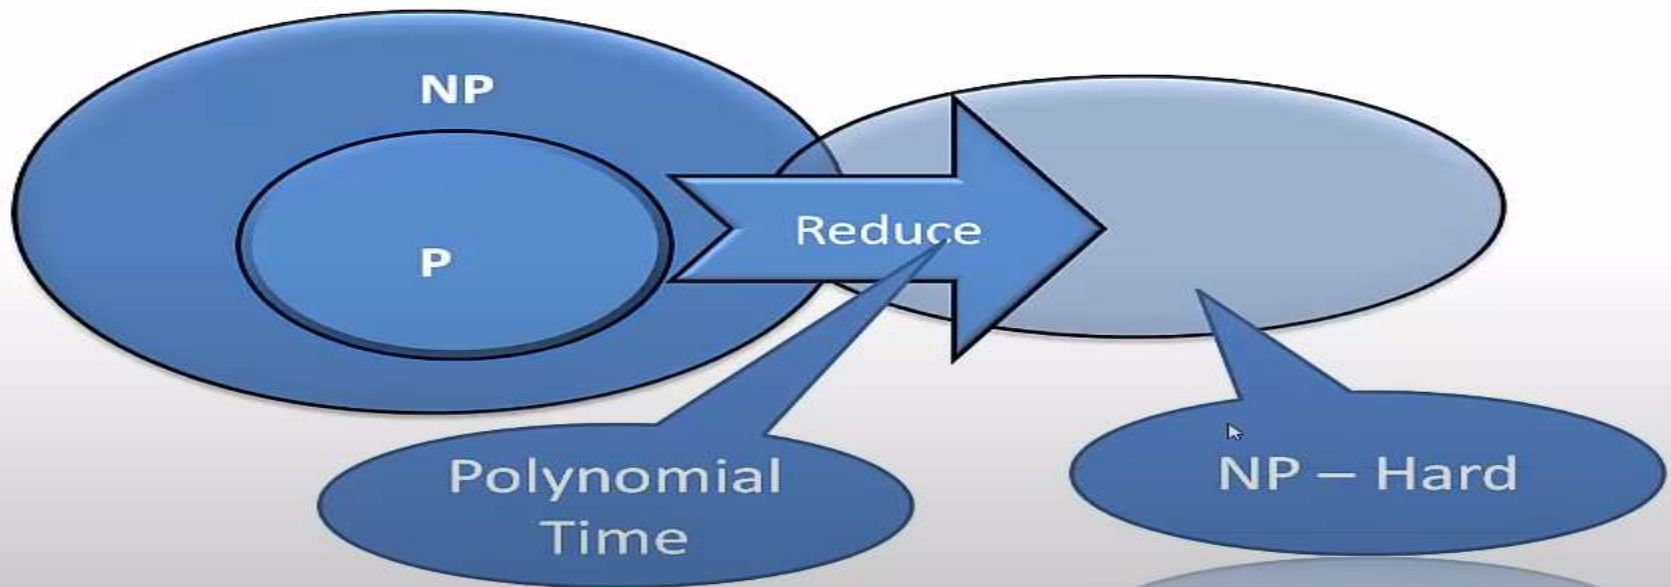 NP
P
Reduce
Polynomial
Time
NP – Hard